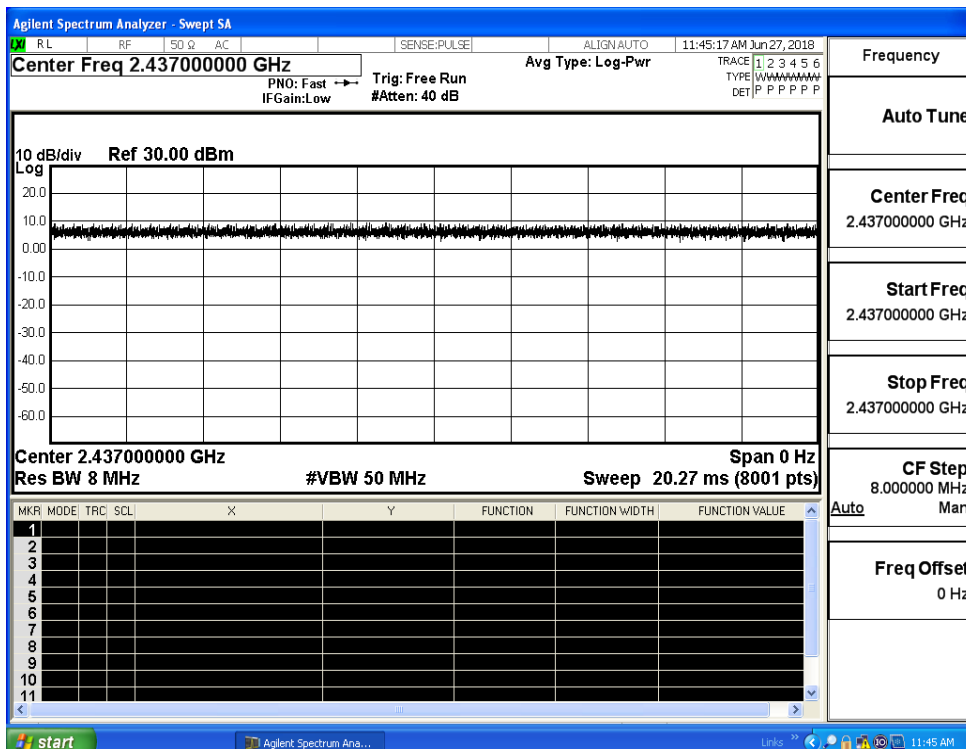 Agilent Spectrum Analyzer - Swept SA
LXI RL RF 50 Ω AC SENSE:PULSE ALIGN AUTO 11:45:17 AM Jun 27, 2018
Center Freq 2.437000000 GHz
Avg Type: Log-Pwr
TRACE 1 2 3 4 5 6
PNO: Fast
Trig: Free Run
TYPE WWWWWW
IFGain:Low
#Atten: 40 dB
DET P P P P P P
10 dB/div Ref 30.00 dBm
Log
20.0
10.0
0.00
-10.0
-20.0
-30.0
-40.0
-50.0
-60.0
Center 2.437000000 GHz Span 0 Hz
Res BW 8 MHz #VBW 50 MHz Sweep 20.27 ms (8001 pts)
MKR MODE TRC SCL X Y FUNCTION FUNCTION WIDTH FUNCTION VALUE
1
2
3
4
5
6
7
8
9
10
11
Frequency
Auto Tune
Center Freq
2.437000000 GHz
Start Freq
2.437000000 GHz
Stop Freq
2.437000000 GHz
CF Step
8.000000 MHz
Auto Man
Freq Offset
0 Hz
start Agilent Spectrum Ana... Links 11:45 AM